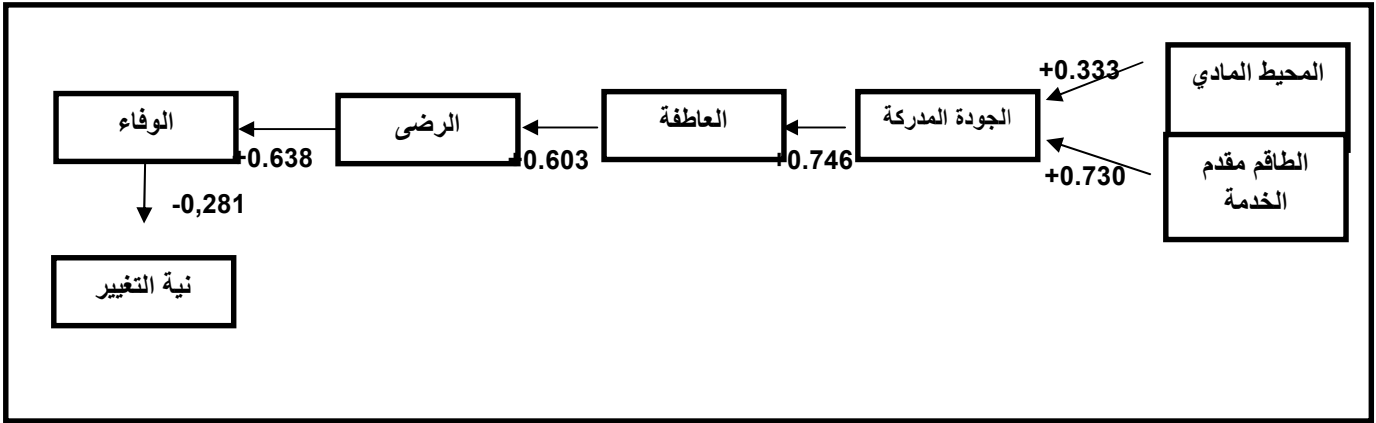 المحيط المادي
+0.333
الطاقم مقدم
الخدمة
+0.730
الجودة المدركة
+0.746
العاطفة
+0.603
الرضى
+0.638
الوفاء
-0,281
نية التغيير